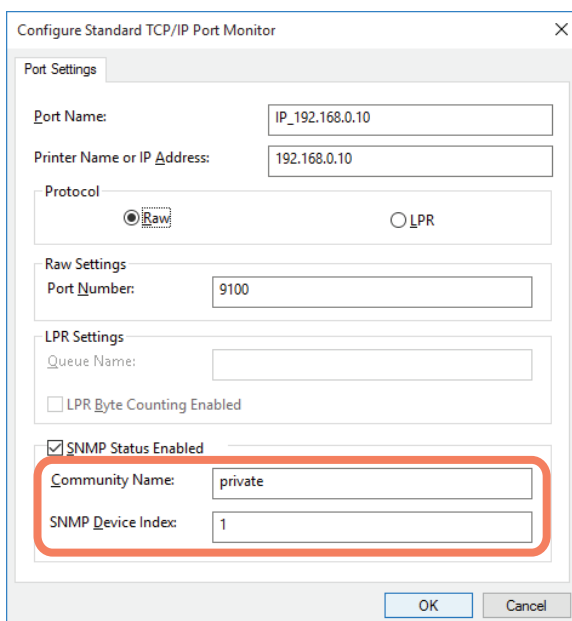 Configure Standard TCP/IP Port Monitor
Port Settings
Port Name: IP_192.168.0.10
Printer Name or IP Address: 192.168.0.10
Protocol
Raw LPR
Raw Settings
Port Number: 9100
LPR Settings
Queue Name:
LPR Byte Counting Enabled
SNMP Status Enabled
Community Name: private
SNMP Device Index: 1
OK Cancel